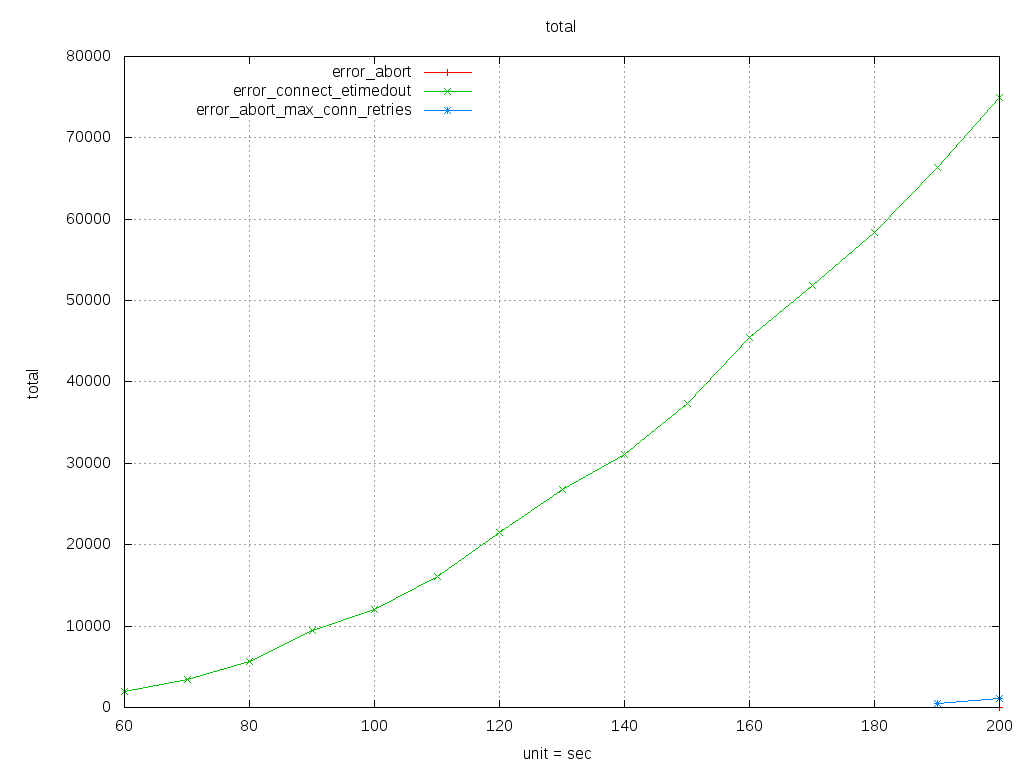 total
80000
70000
60000
50000
40000
30000
20000
10000
0
total
error_abort
error_connect_etimedout
error_abort_max_conn_retries
60 80 100 120 140 160 180 200
unit = sec